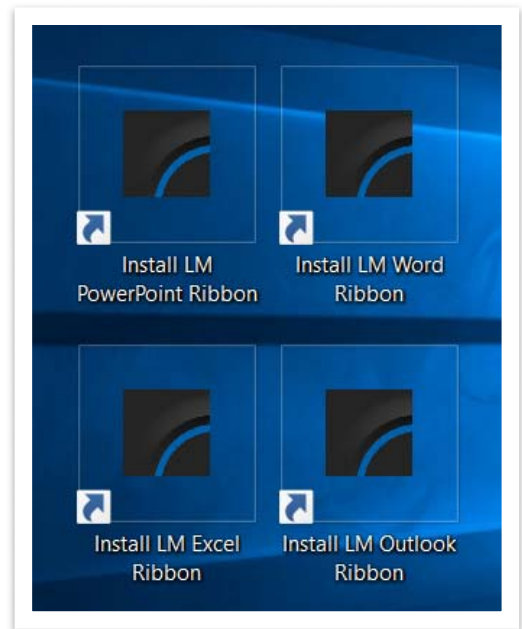 Install LM
PowerPoint Ribbon
Install LM Word
Ribbon
Install LM Excel
Ribbon
Install LM Outlook
Ribbon